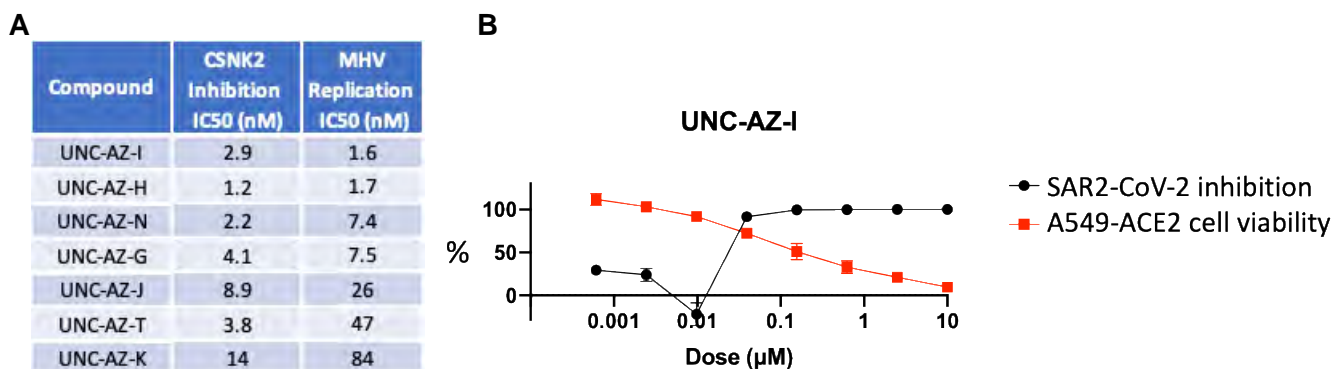 A
Compound CSNK2 Inhibition IC50 (nM) MHV Replication IC50 (nM)
UNC-AZ-I 2.9 1.6
UNC-AZ-H 1.2 1.7
UNC-AZ-N 2.2 7.4
UNC-AZ-G 4.1 7.5
UNC-AZ-J 8.9 26
UNC-AZ-T 3.8 47
UNC-AZ-K 14 84
B
UNC-AZ-I
100
50
0
%
0.001 0.01 0.1 1 10
Dose (µM)
SAR2-CoV-2 inhibition
A549-ACE2 cell viability